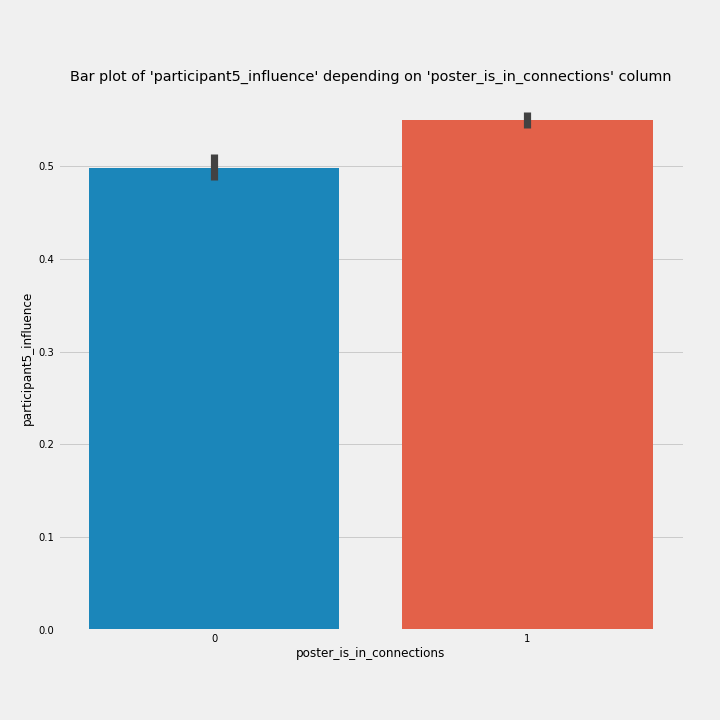 Bar plot of 'participant5_influence' depending on 'poster_is_in_connections' column
participant5_influence
0.5
0.4
0.3
0.2
0.1
0.0
0
1
poster_is_in_connections